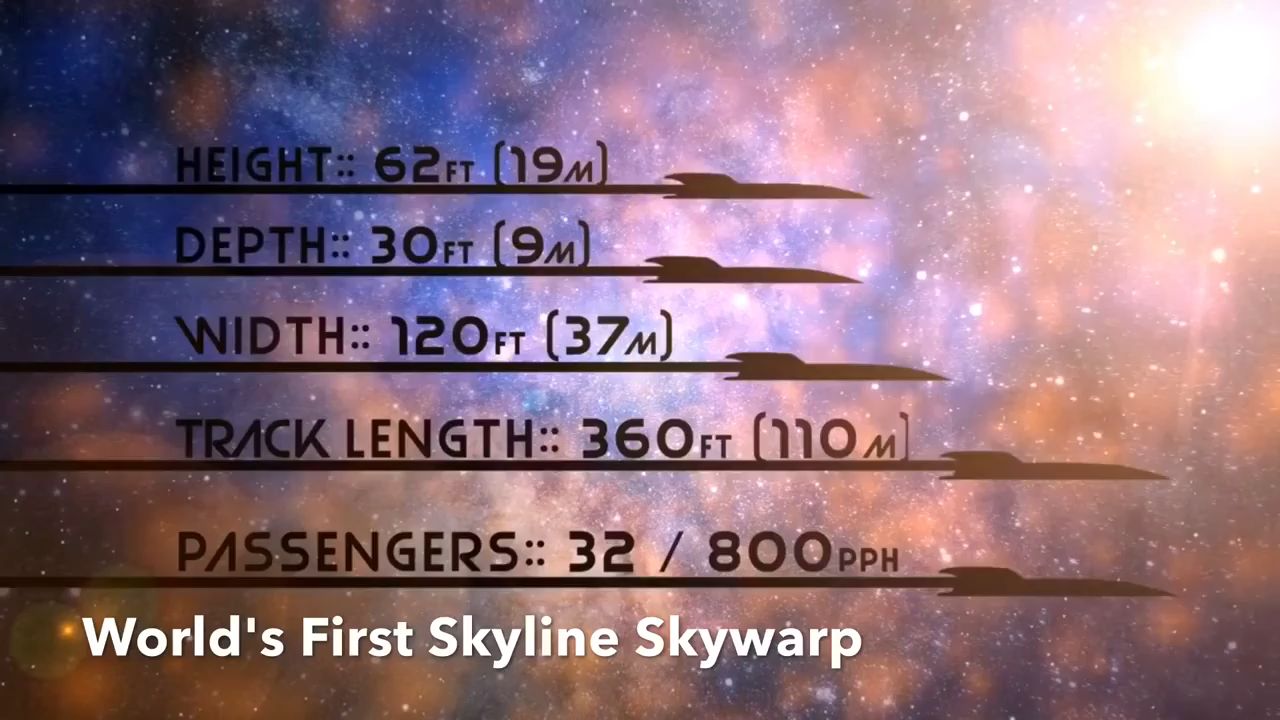 HEIGHT:: 62FT (19M)
DEPTH:: 30FT (9M)
WIDTH:: 120FT (37M)
TRACK LENGTH:: 360FT (110M)
PASSENGERS:: 32 / 800PPH
World's First Skyline Skywarp